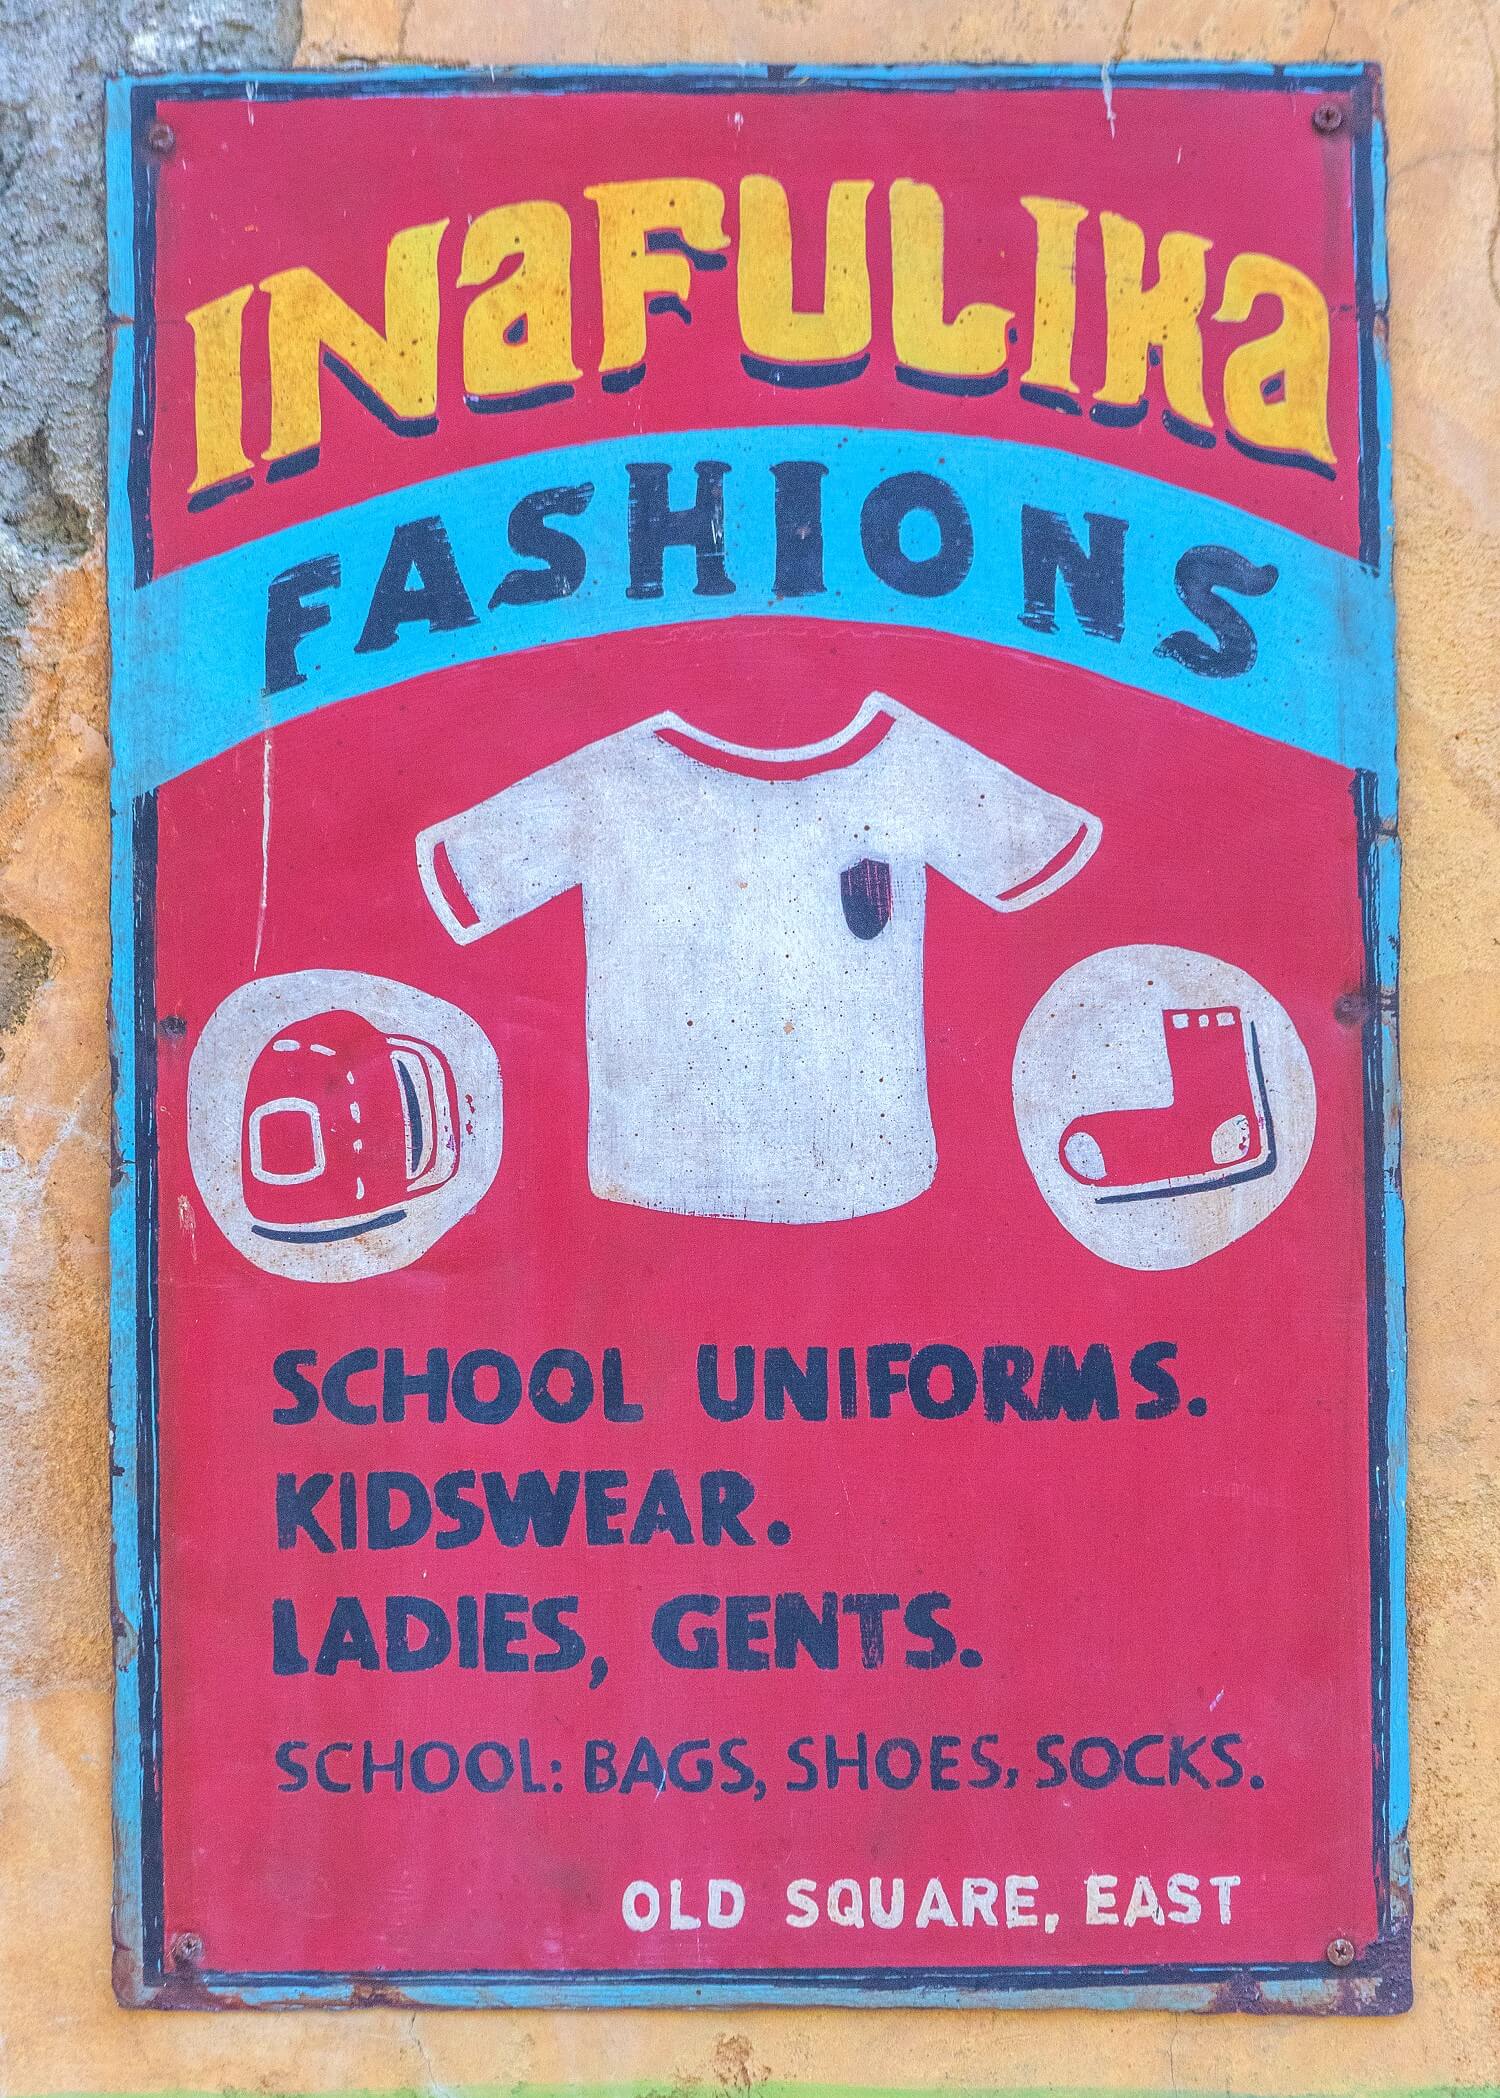 INaFULIKa
FASHIONS
SCHOOL UNIFORMS.
KIDSWEAR.
LADIES, GENTS.
SCHOOL: BAGS, SHOES, SOCKS.
OLD SQUARE, EAST